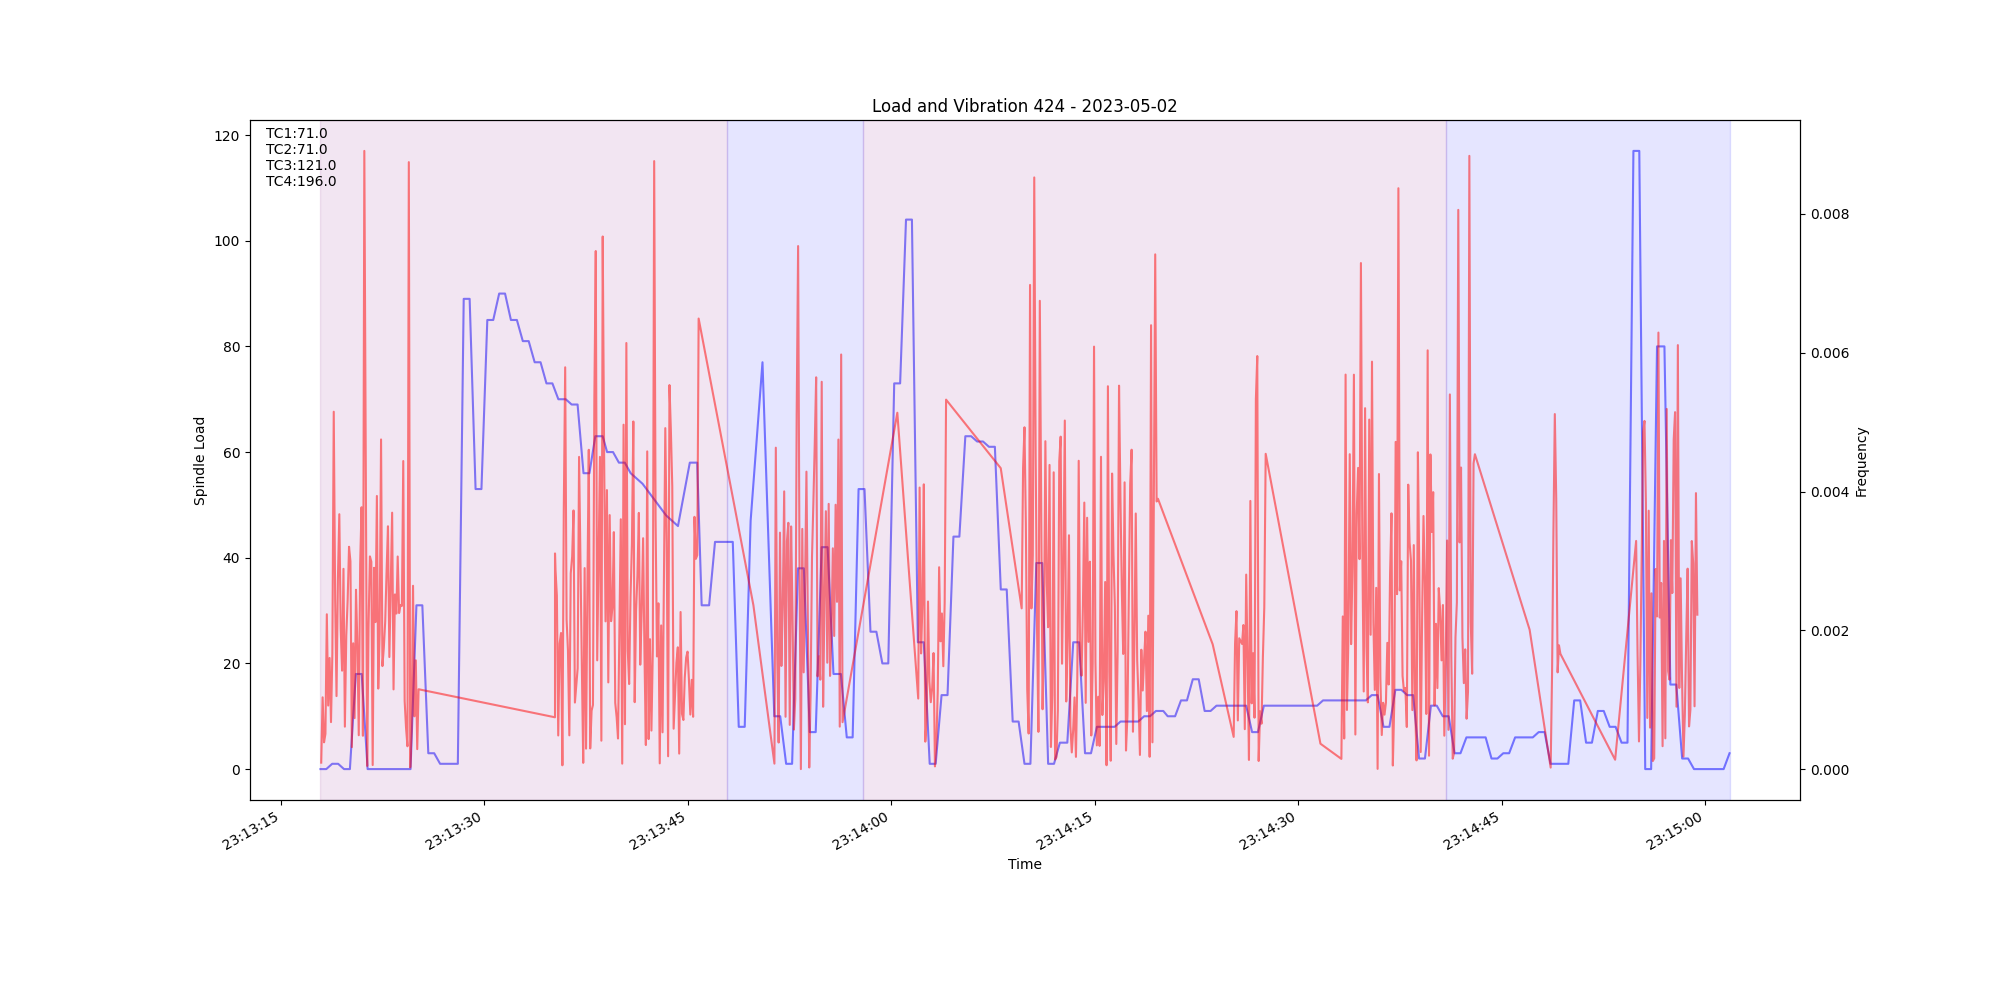 Load and Vibration 424 - 2023-05-02
TC1:71.0
TC2:71.0
TC3:121.0
TC4:196.0
120
100
80
60
40
20
0
Spindle Load
0.008
0.006
0.004
0.002
0.000
Frequency
23:13:15
23:13:30
23:13:45
23:14:00
23:14:15
23:14:30
23:14:45
23:15:00
Time